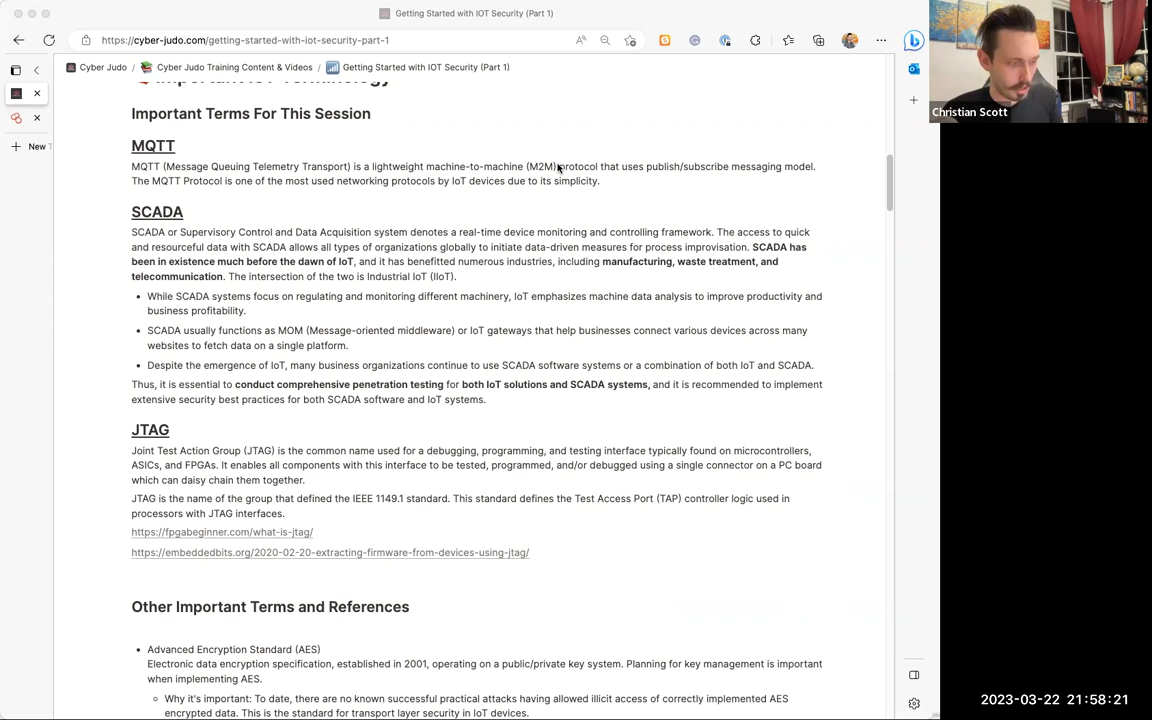 Getting Started with IOT Security (Part 1)
https://cyber-judo.com/getting-started-with-iot-security-part-1
Cyber Judo / Cyber Judo Training Content & Videos / Getting Started with IOT Security (Part 1)
Important IOT Terminology
Christian Scott
New T
Important Terms For This Session
MQTT
MQTT (Message Queuing Telemetry Transport) is a lightweight machine-to-machine (M2M) protocol that uses publish/subscribe messaging model.
The MQTT Protocol is one of the most used networking protocols by IoT devices due to its simplicity.
SCADA
SCADA or Supervisory Control and Data Acquisition system denotes a real-time device monitoring and controlling framework. The access to quick
and resourceful data with SCADA allows all types of organizations globally to initiate data-driven measures for process improvisation. SCADA has
been in existence much before the dawn of IoT, and it has benefitted numerous industries, including manufacturing, waste treatment, and
telecommunication. The intersection of the two is Industrial IoT (IIoT).
• While SCADA systems focus on regulating and monitoring different machinery, IoT emphasizes machine data analysis to improve productivity and
business profitability.
• SCADA usually functions as MOM (Message-oriented middleware) or IoT gateways that help businesses connect various devices across many
websites to fetch data on a single platform.
• Despite the emergence of IoT, many business organizations continue to use SCADA software systems or a combination of both IoT and SCADA.
Thus, it is essential to conduct comprehensive penetration testing for both IoT solutions and SCADA systems, and it is recommended to implement
extensive security best practices for both SCADA software and IoT systems.
JTAG
Joint Test Action Group (JTAG) is the common name used for a debugging, programming, and testing interface typically found on microcontrollers,
ASICs, and FPGAs. It enables all components with this interface to be tested, programmed, and/or debugged using a single connector on a PC board
which can daisy chain them together.
JTAG is the name of the group that defined the IEEE 1149.1 standard. This standard defines the Test Access Port (TAP) controller logic used in
processors with JTAG interfaces.
https://fpgabeginner.com/what-is-jtag/
https://embeddedbits.org/2020-02-20-extracting-firmware-from-devices-using-jtag/
Other Important Terms and References
• Advanced Encryption Standard (AES)
Electronic data encryption specification, established in 2001, operating on a public/private key system. Planning for key management is important
when implementing AES.
◦ Why it's important: To date, there are no known successful practical attacks having allowed illicit access of correctly implemented AES
encrypted data. This is the standard for transport layer security in IoT devices.
2023-03-22 21:58:21